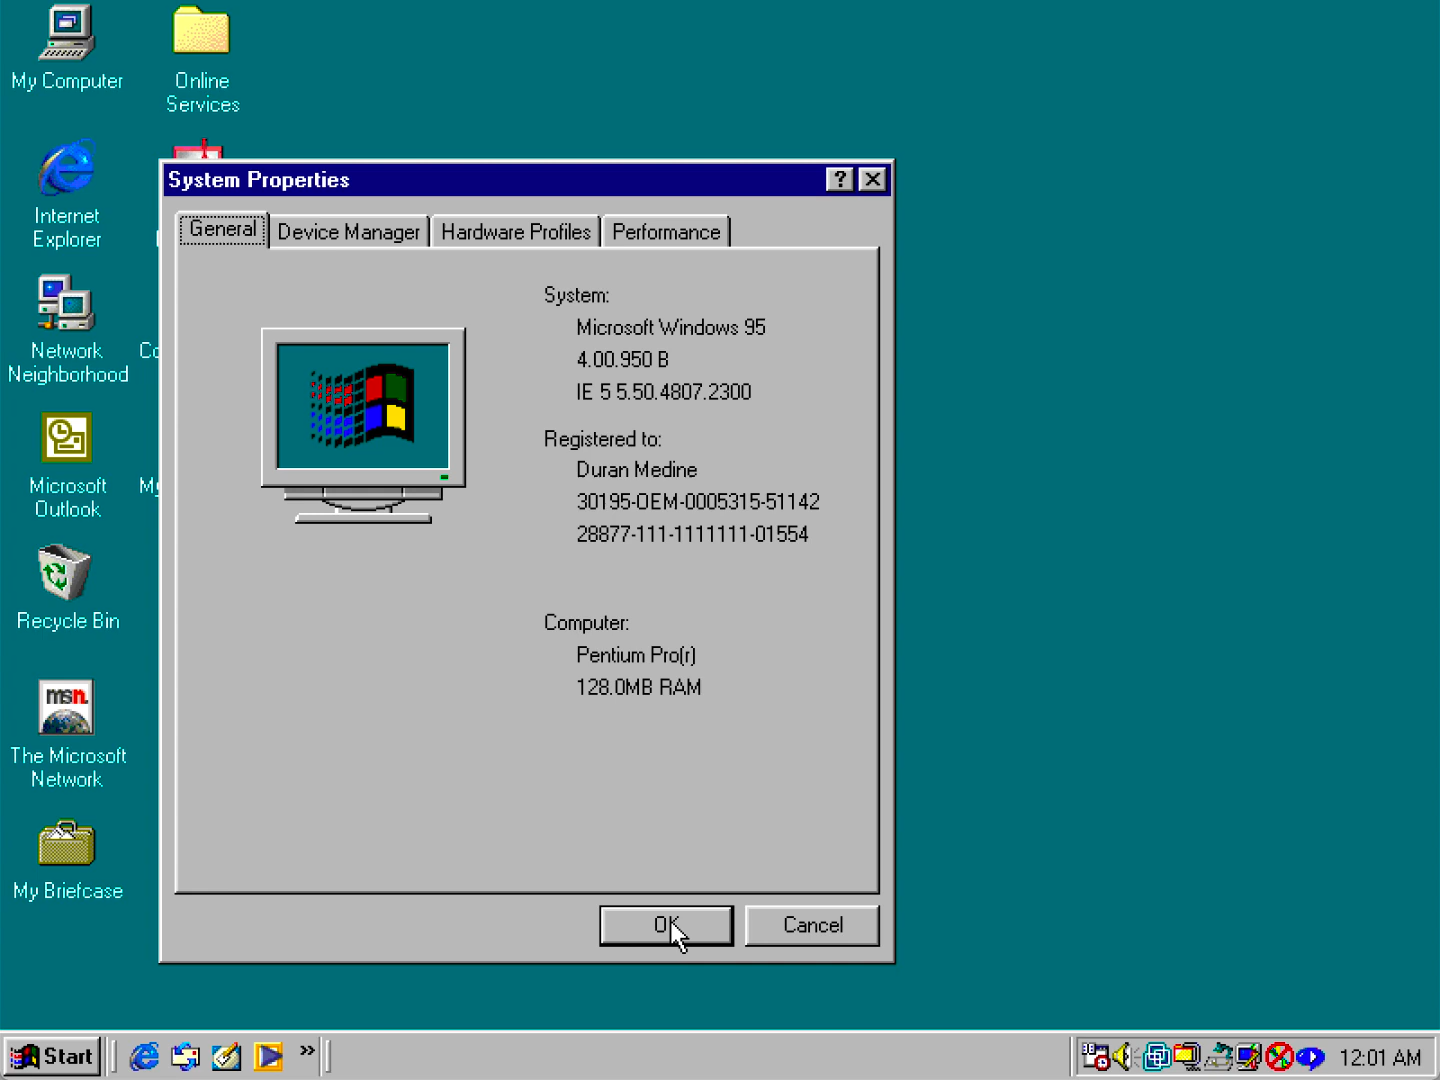 My Computer
Online
Services
Internet
Explorer
Network
Neighborhood
Microsoft
Outlook
Recycle Bin
msn.
The Microsoft
Network
My Briefcase
System Properties
General
Device Manager
Hardware Profiles
Performance
System:
Microsoft Windows 95
4.00.950 B
IE 5 5.50.4807.2300
Registered to:
Duran Medine
30195-OEM-0005315-51142
28877-111-1111111-01554
Computer:
Pentium Pro(r)
128.0MB RAM
OK
Cancel
Start
12:01 AM